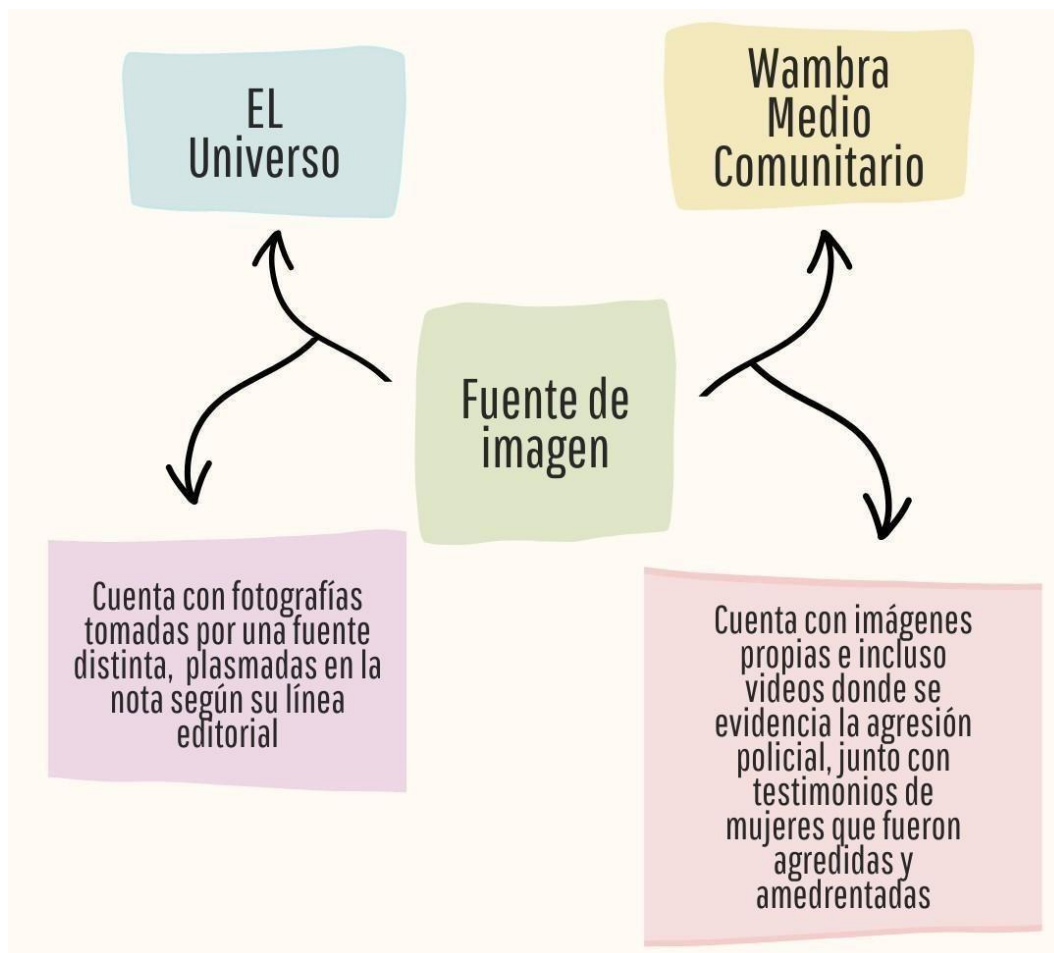 EL
Universo
Wambra
Medio
Comunitario
Fuente de
imagen
Cuenta con fotografías
tomadas por una fuente
distinta, plasmadas en la
nota según su línea
editorial
Cuenta con imágenes
propias e incluso
videos donde se
evidencia la agresión
policial, junto con
testimonios de
mujeres que fueron
agredidas y
amedrentadas